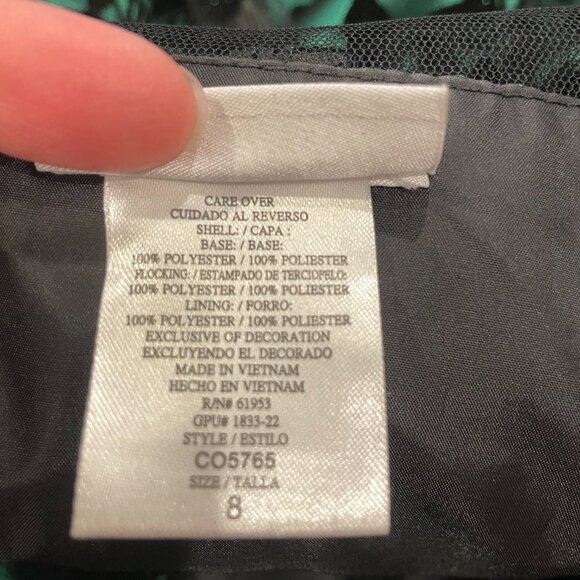 CARE OVER
CUIDADO AL REVERSO
SHELL: / CAPA :
BASE: / BASE:
100% POLYESTER / 100% POLIESTER
FLOCKING: / ESTAMPADO DE TERCIOPELO:
100% POLYESTER / 100% POLIESTER
LINING: / FORRO:
100% POLYESTER / 100% POLIESTER
EXCLUSIVE OF DECORATION
EXCLUYENDO EL DECORADO
MADE IN VIETNAM
HECHO EN VIETNAM
R/N# 61953
GPU# 1833-22
STYLE / ESTILO
CO5765
SIZE / TALLA
8